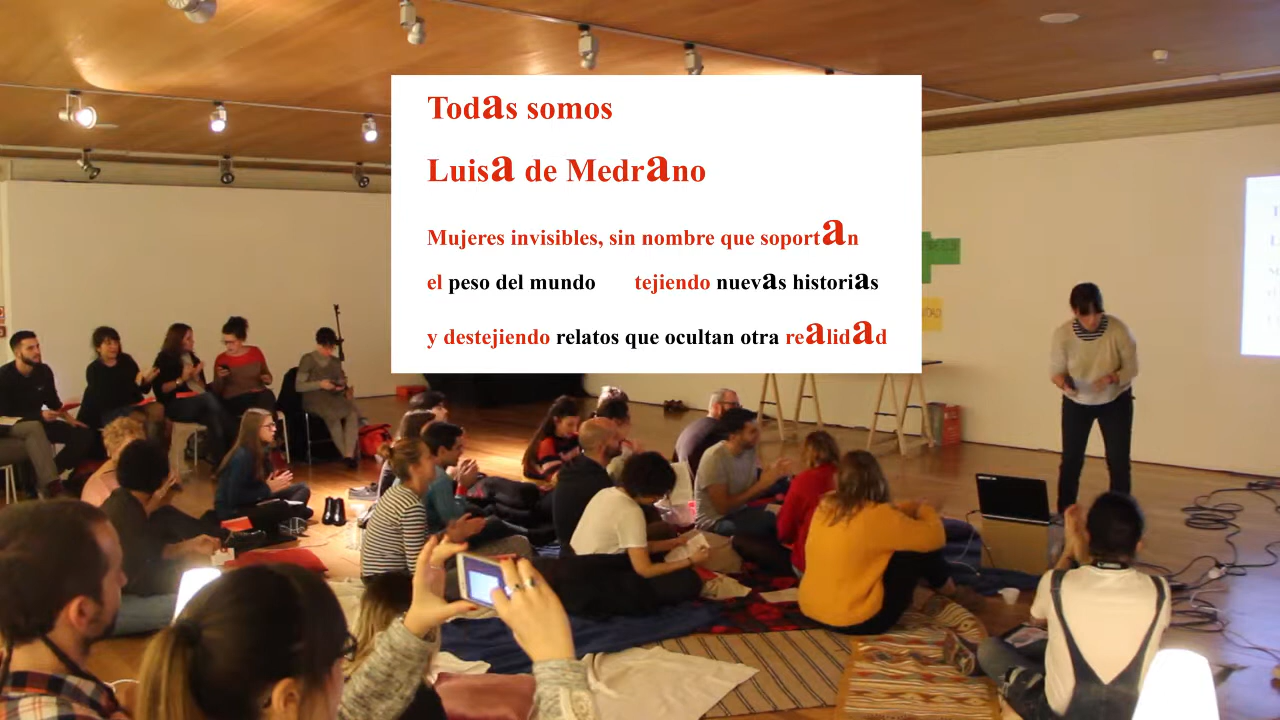 Todas somos
Luisa de Medrano
Mujeres invisibles, sin nombre que soportan
el peso del mundo tejiendo nuevas historias
y destejiendo relatos que ocultan otra realidad